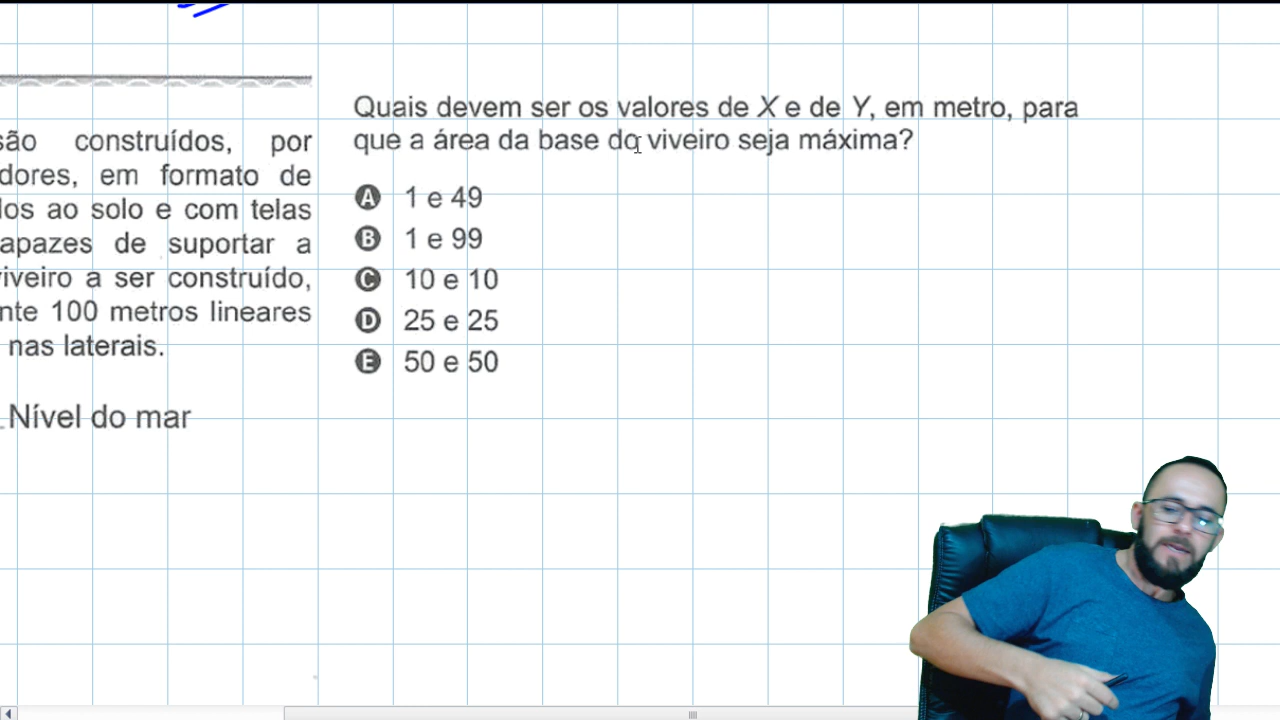 são construídos, por
dores, em formato de
los ao solo e com telas
apazes de suportar a
viveiro a ser construído,
nte 100 metros lineares
nas laterais.
Nível do mar
Quais devem ser os valores de X e de Y, em metro, para
que a área da base do viveiro seja máxima?
A 1 e 49
B 1 e 99
C 10 e 10
D 25 e 25
E 50 e 50